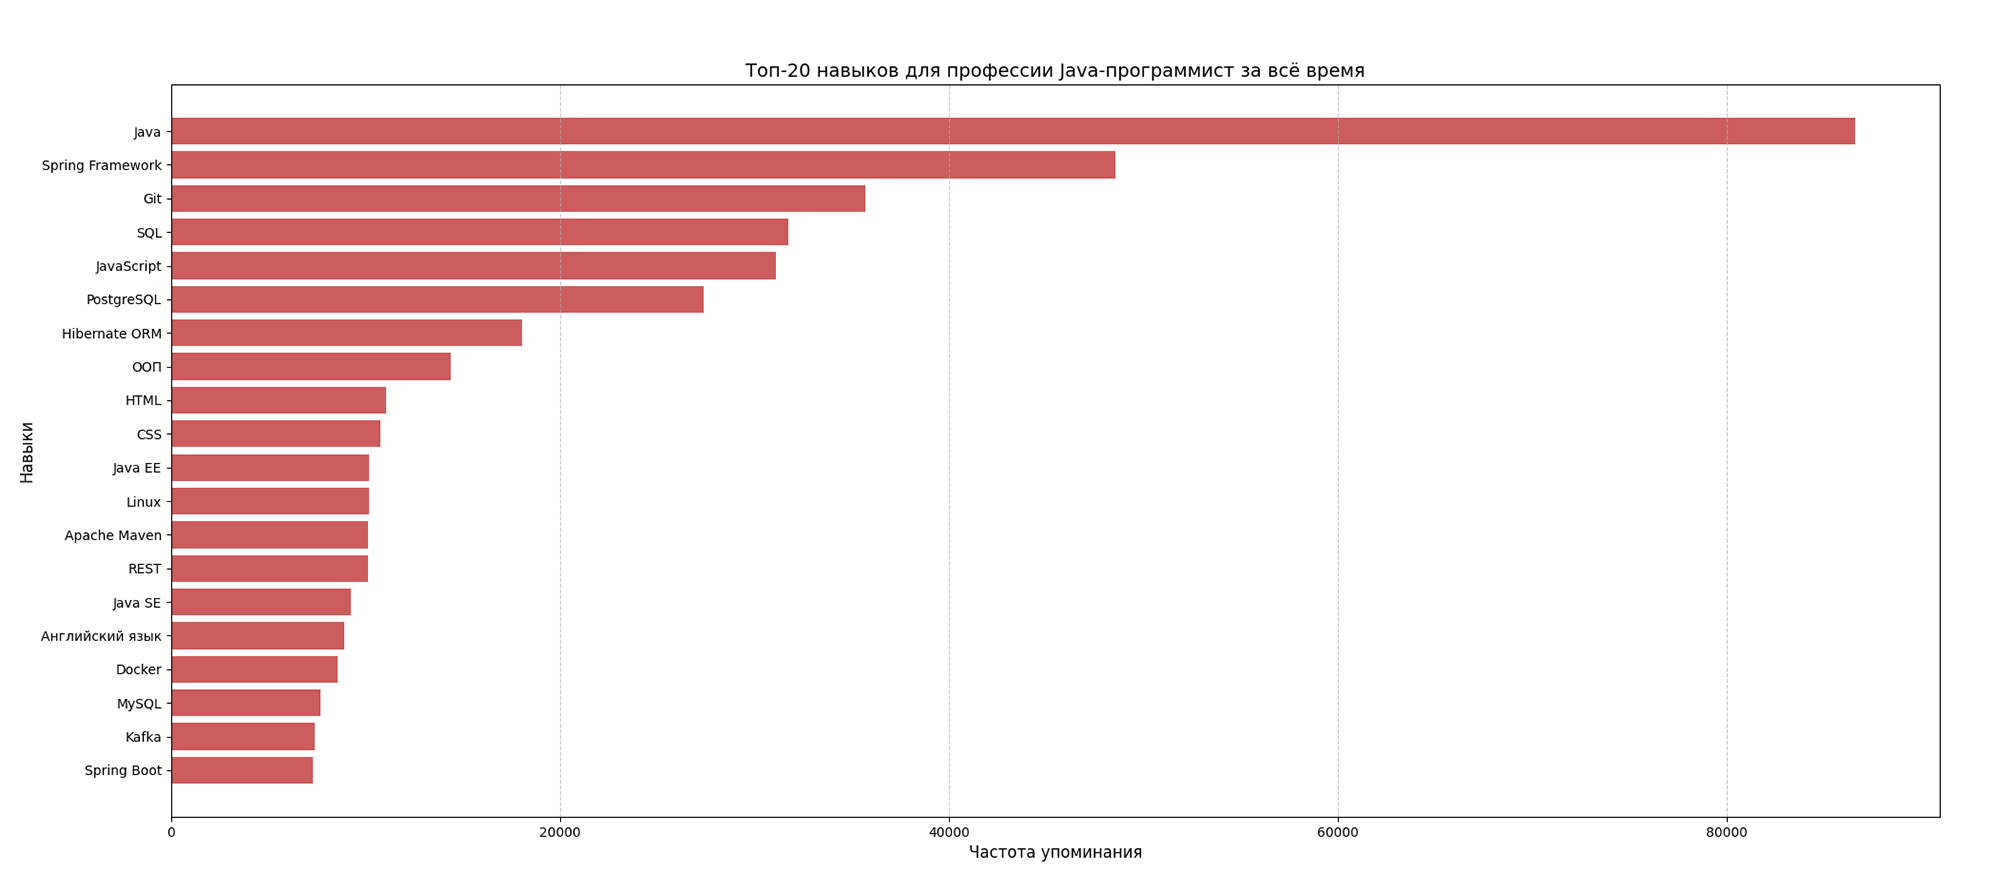 Топ-20 навыков для профессии Java-программист за всё время
Навыки
Java
Spring Framework
Git
SQL
JavaScript
PostgreSQL
Hibernate ORM
ООП
HTML
CSS
Java EE
Linux
Apache Maven
REST
Java SE
Английский язык
Docker
MySQL
Kafka
Spring Boot
0 20000 40000 60000 80000
Частота упоминания